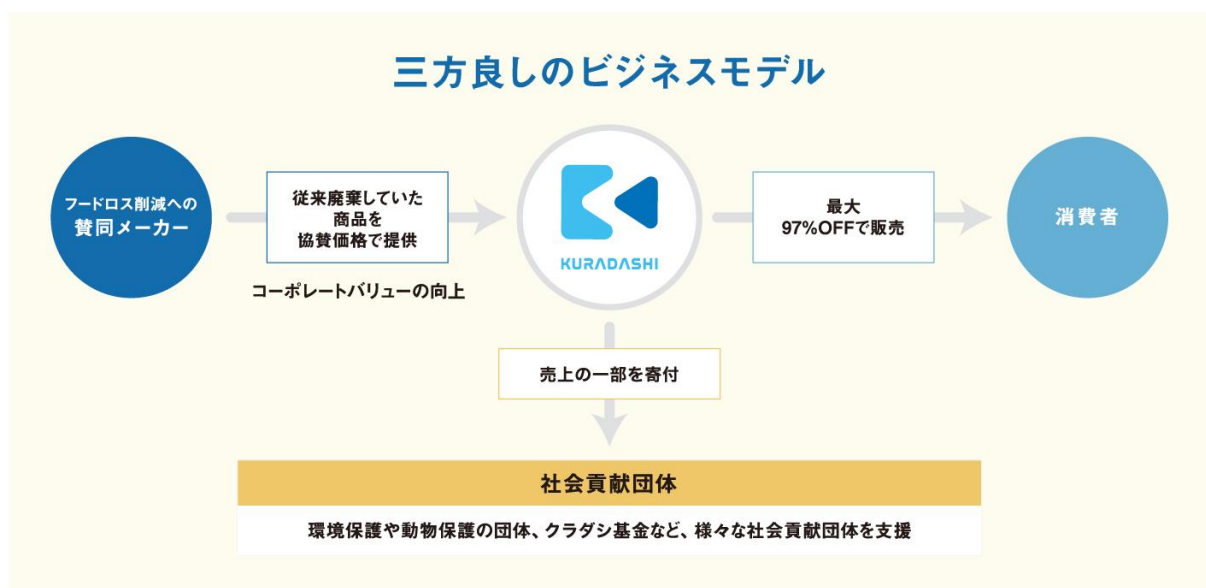 三方良しのビジネスモデル
フードロス削減への
賛同メーカー
従来廃棄していた
商品を
協賛価格で提供
コーポレートバリューの向上
KURADASHI
最大
97%OFFで販売
消費者
売上の一部を寄付
社会貢献団体
環境保護や動物保護の団体、クラダシ基金など、様々な社会貢献団体を支援